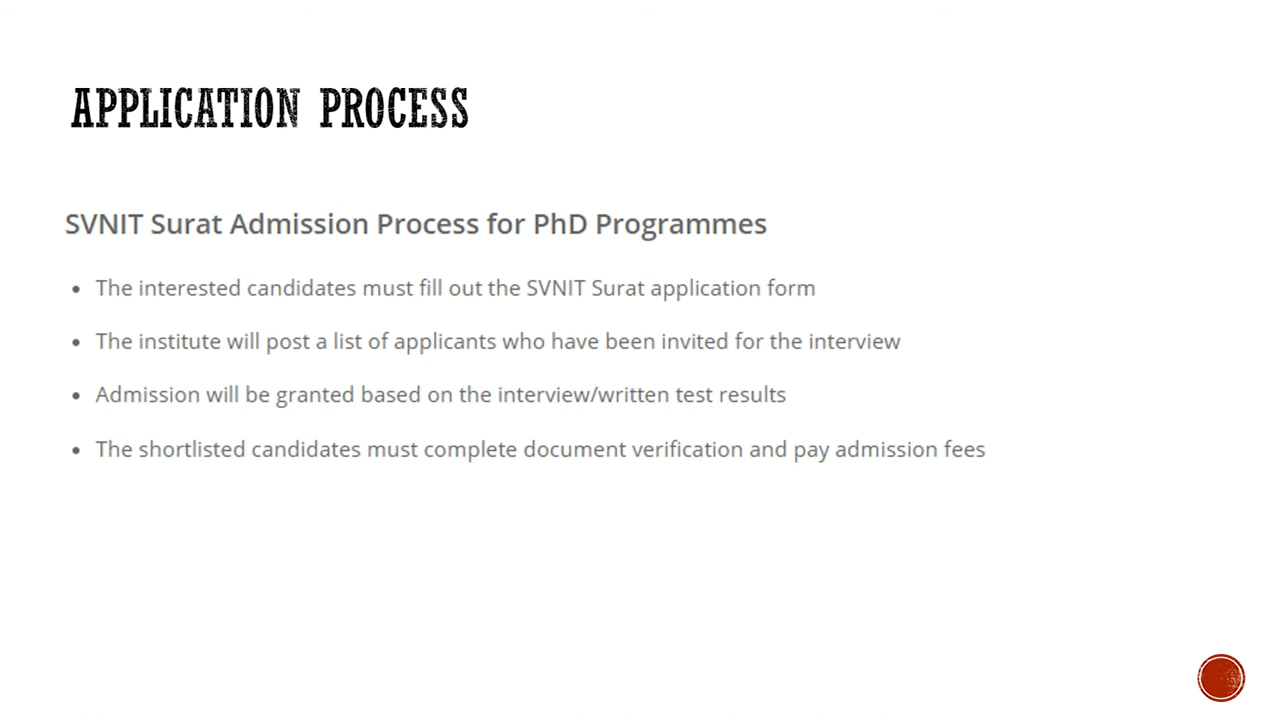 APPLICATION PROCESS
SVNIT Surat Admission Process for PhD Programmes
• The interested candidates must fill out the SVNIT Surat application form
• The institute will post a list of applicants who have been invited for the interview
• Admission will be granted based on the interview/written test results
• The shortlisted candidates must complete document verification and pay admission fees